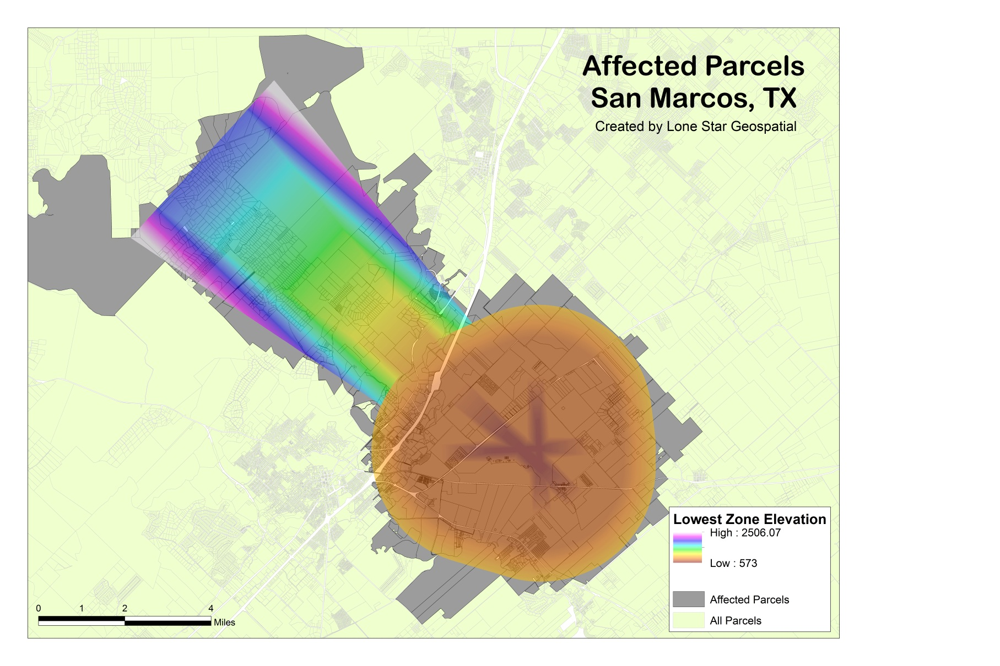 Affected Parcels
San Marcos, TX
Created by Lone Star Geospatial
Lowest Zone Elevation
High : 2506.07
Low : 573
Affected Parcels
All Parcels
0 1 2 4
Miles